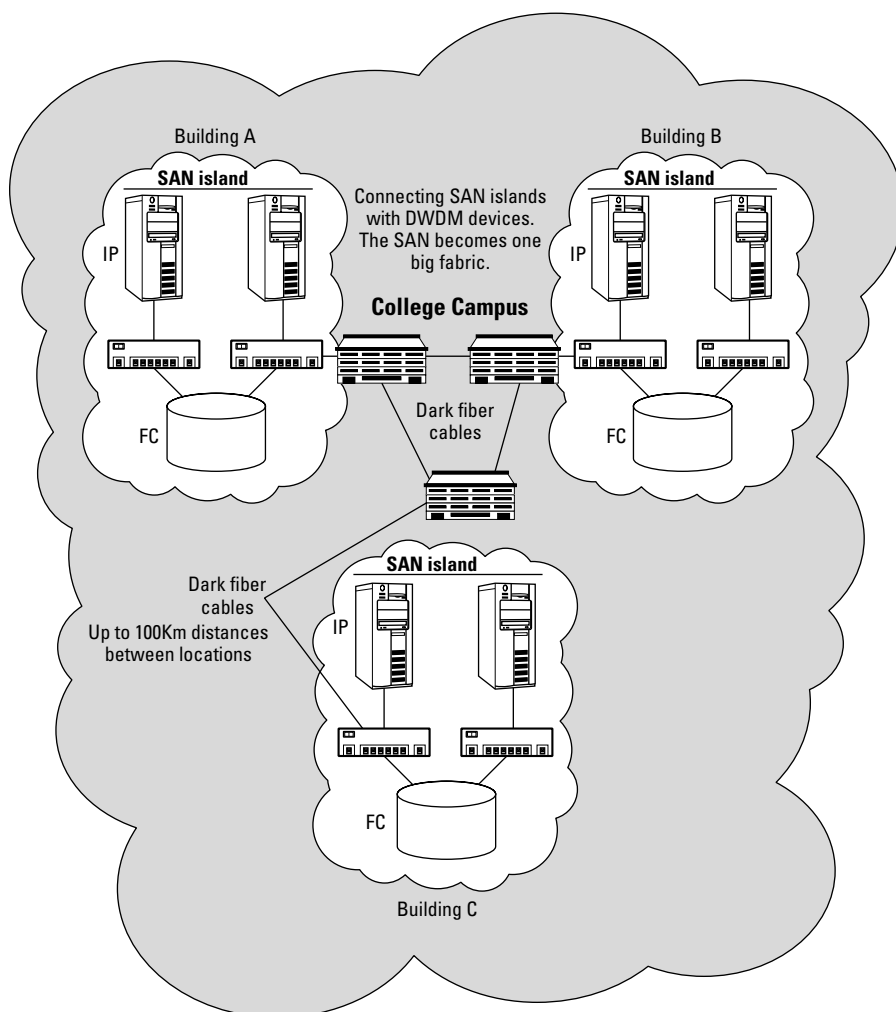 Building A
SAN island
IP
FC
Connecting SAN islands
with DWDM devices.
The SAN becomes one
big fabric.
College Campus
Dark fiber
cables
Building B
SAN island
IP
FC
Dark fiber
cables
Up to 100Km distances
between locations
SAN island
IP
FC
Building C